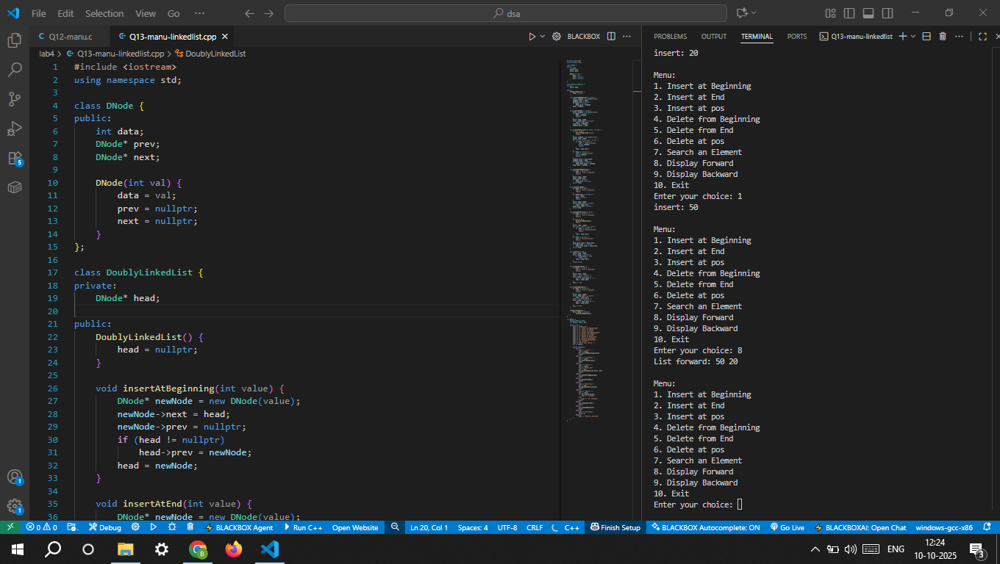 File Edit Selection View Go ··· dsa
Q12-manu.c Q13-manu-linkedlist.cpp BLACKBOX ···
lab4 > Q13-manu-linkedlist.cpp > DoublyLinkedList
1 #include <iostream>
2 using namespace std;
3
4 class DNode {
5 public:
6 int data;
7 DNode* prev;
8 DNode* next;
9
10 DNode(int val) {
11 data = val;
12 prev = nullptr;
13 next = nullptr;
14 }
15 };
16
17 class DoublyLinkedList {
18 private:
19 DNode* head;
20
21 public:
22 DoublyLinkedList() {
23 head = nullptr;
24 }
25
26 void insertAtBeginning(int value) {
27 DNode* newNode = new DNode(value);
28 newNode->next = head;
29 newNode->prev = nullptr;
30 if (head != nullptr)
31 head->prev = newNode;
32 head = newNode;
33 }
34
35 void insertAtEnd(int value) {
36 DNode* newNode = new DNode(value);
PROBLEMS OUTPUT TERMINAL PORTS Q13-manu-linkedlist ···
insert: 20
Menu:
1. Insert at Beginning
2. Insert at End
3. Insert at pos
4. Delete from Beginning
5. Delete from End
6. Delete at pos
7. Search an Element
8. Display Forward
9. Display Backward
10. Exit
Enter your choice: 1
insert: 50
Menu:
1. Insert at Beginning
2. Insert at End
3. Insert at pos
4. Delete from Beginning
5. Delete from End
6. Delete at pos
7. Search an Element
8. Display Forward
9. Display Backward
10. Exit
Enter your choice: 8
List forward: 50 20
Menu:
1. Insert at Beginning
2. Insert at End
3. Insert at pos
4. Delete from Beginning
5. Delete from End
6. Delete at pos
7. Search an Element
8. Display Forward
9. Display Backward
10. Exit
Enter your choice:
5
1
1
0 0 Debug BLACKBOX Agent Run C++ Open Website Ln 20, Col 1 Spaces: 4 UTF-8 CRLF C++ Finish Setup BLACKBOX Autocomplete: ON Go Live BLACKBOXAI: Open Chat windows-gcc-x86
B ENG 12:24
10-10-2025
3